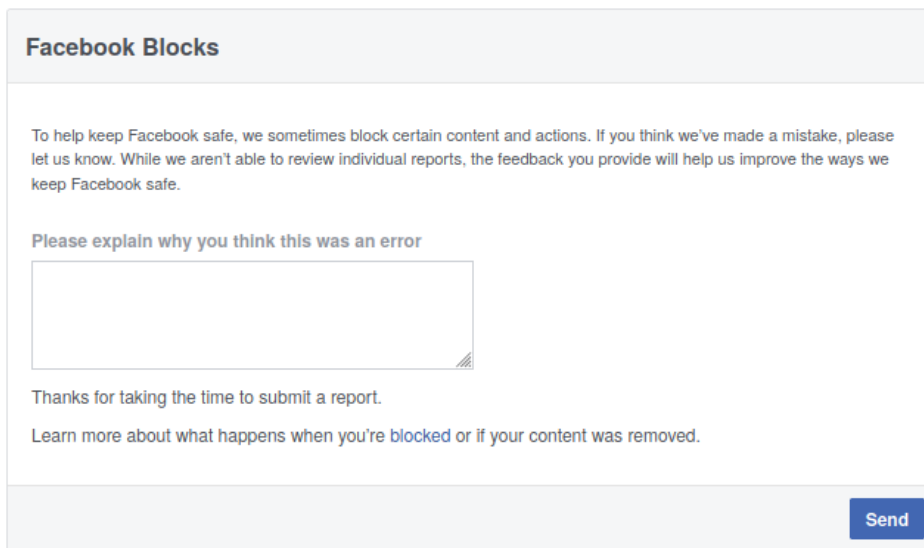 Facebook Blocks
To help keep Facebook safe, we sometimes block certain content and actions. If you think we've made a mistake, please
let us know. While we aren't able to review individual reports, the feedback you provide will help us improve the ways we
keep Facebook safe.
Please explain why you think this was an error
Thanks for taking the time to submit a report.
Learn more about what happens when you're blocked or if your content was removed.
Send